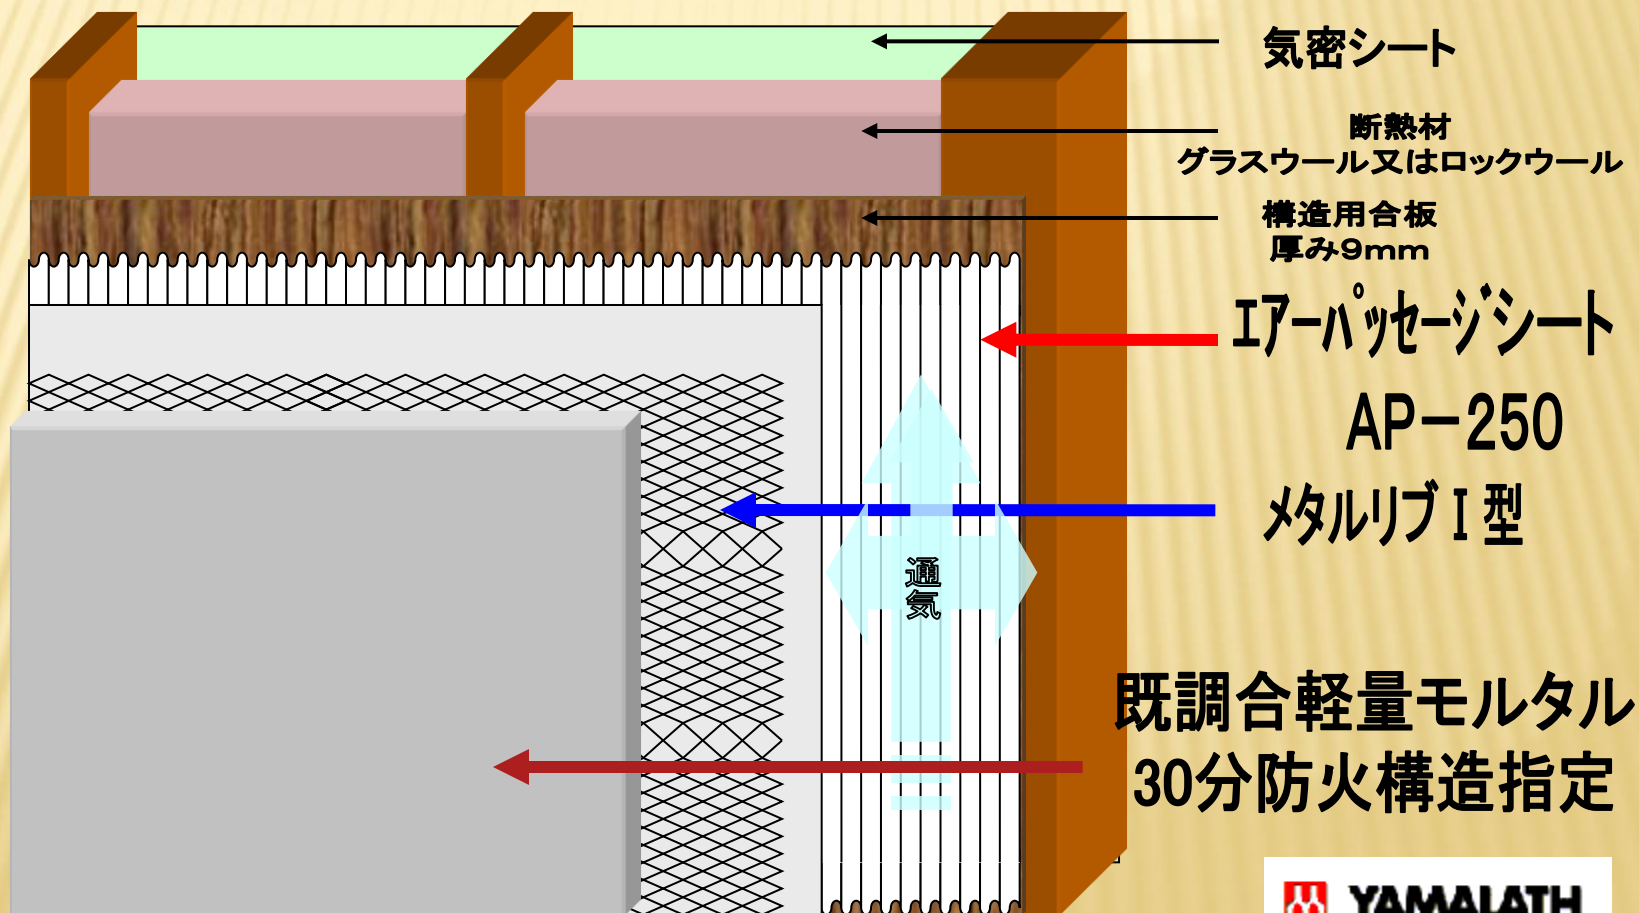 気密シート
断熱材
グラスウール又はロックウール
構造用合板
厚み9mm
エアーパッセージシート
AP－250
メタルリブⅠ型
通気
既調合軽量モルタル
30分防火構造指定
YAMALATH